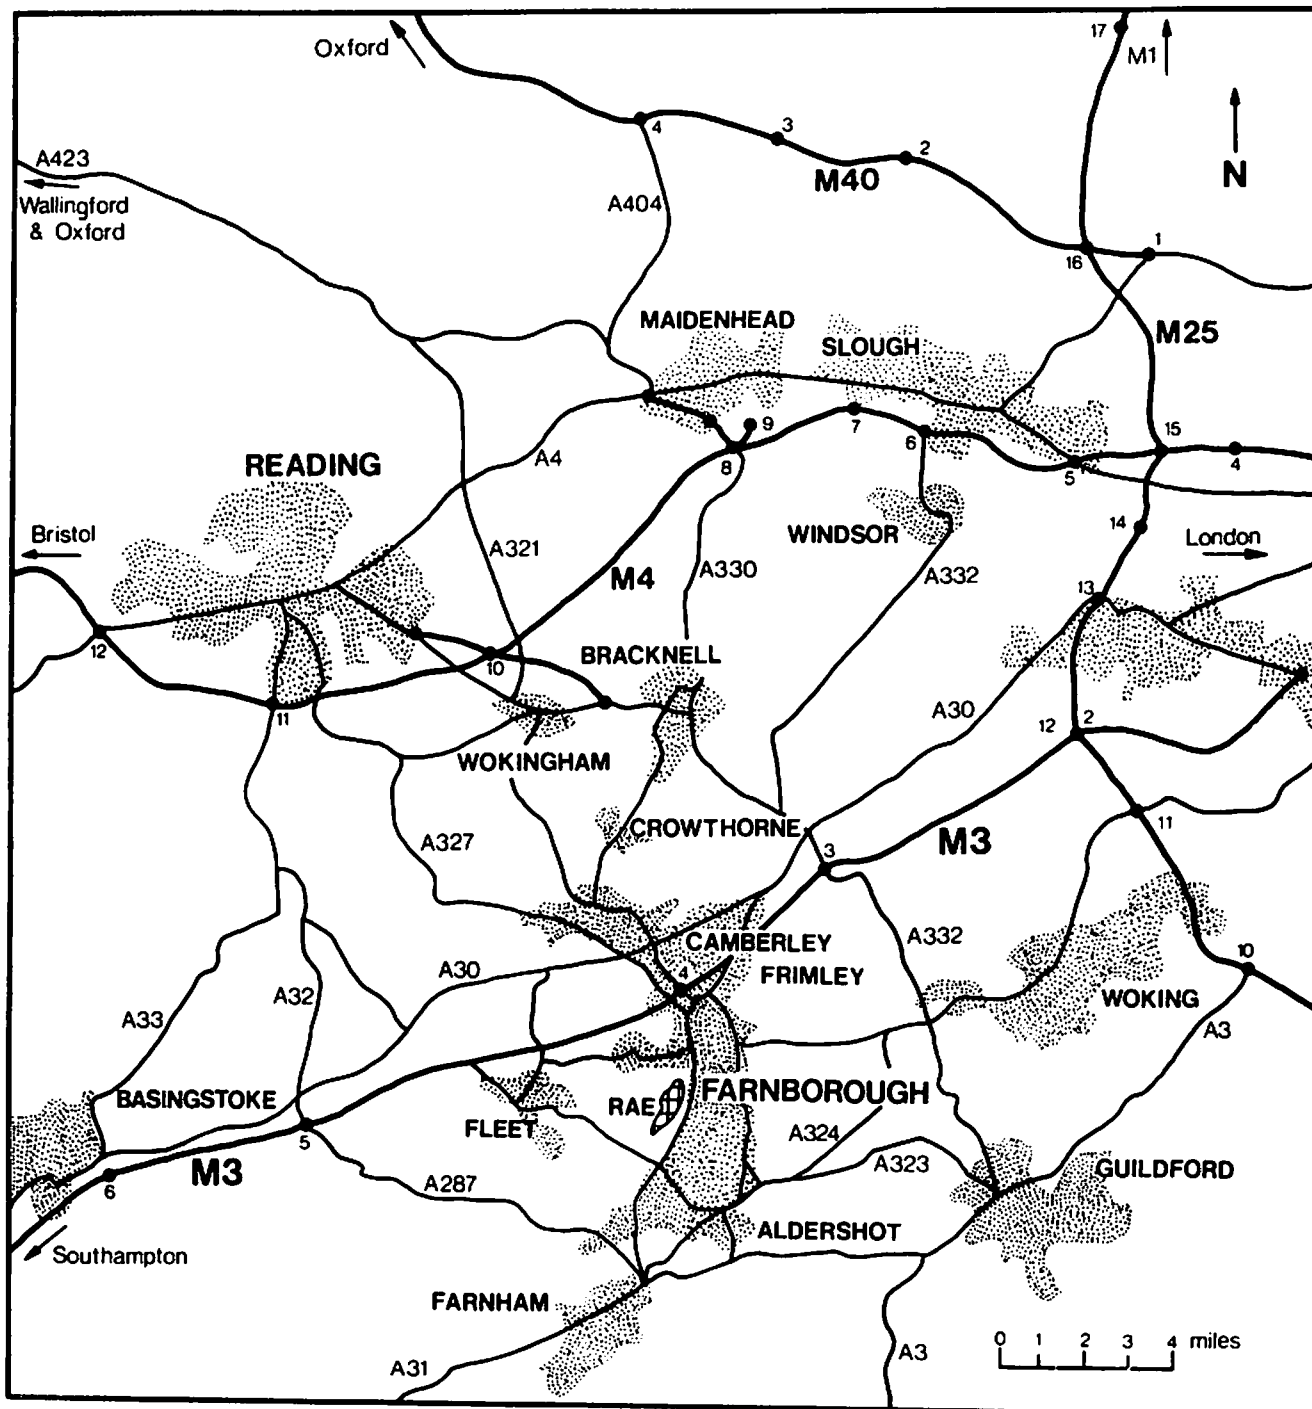 17
M1
Oxford
N
4
3
2
M40
A423
Wallingford
& Oxford
A404
16
1
MAIDENHEAD
SLOUGH
M25
9
7
6
15
4
8
5
A4
READING
Bristol
14
London
WINDSOR
A321
A330
A332
M4
13
12
10
BRACKNELL
11
A30
12
2
WOKINGHAM
CROWTHORNE
11
A327
M3
3
CAMBERLEY
A332
FRIMLEY
10
A30
4
A32
WOKING
A33
A3
BASINGSTOKE
FARNBOROUGH
RAE
FLEET
5
A324
A323
M3
GUILDFORD
6
A287
ALDERSHOT
Southampton
FARNHAM
0 1 2 3 4 miles
A31
A3